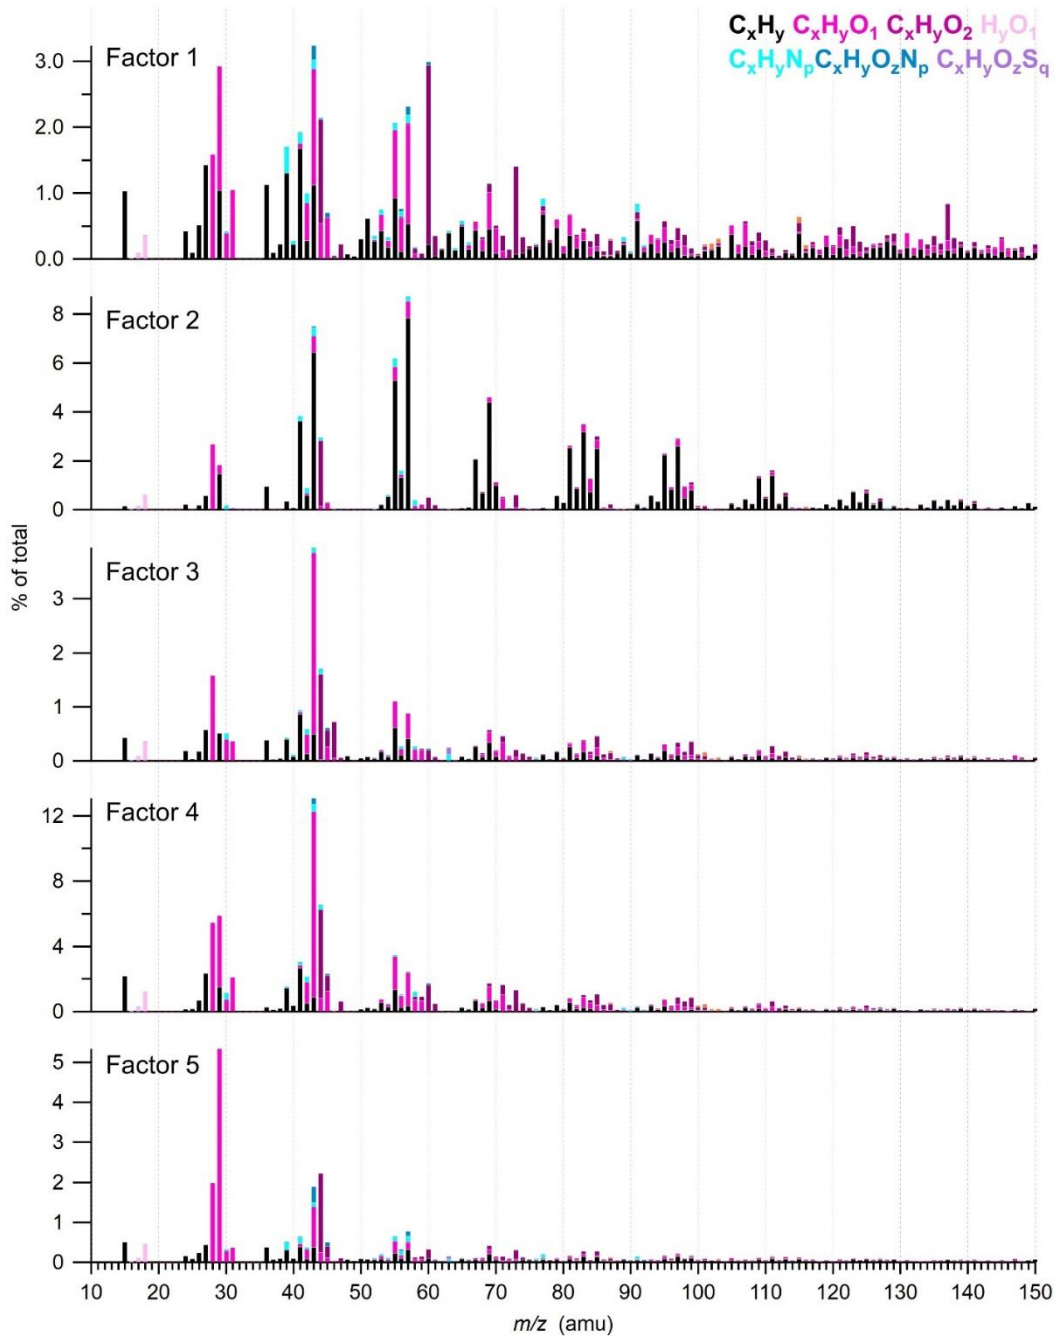 CxHy CxHyO1 CxHyO2 HyO1
CxHyNp CxHyOzNp CxHyOzSq
Factor 1
3.0
2.0
1.0
0.0
Factor 2
8
6
4
2
0
% of total
Factor 3
3
2
1
0
Factor 4
12
8
4
0
Factor 5
5
4
3
2
1
0
10 20 30 40 50 60 70 80 90 100 110 120 130 140 150
m/z (amu)